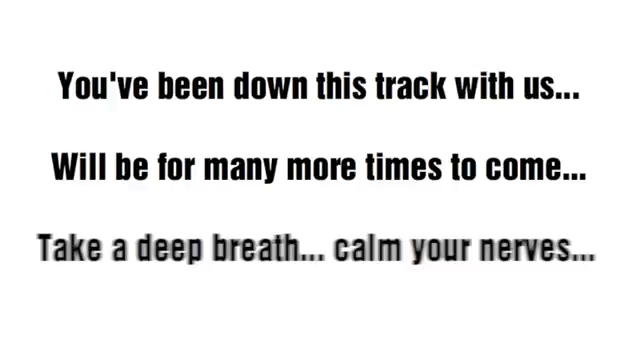 You've been down this track with us...
Will be for many more times to come...
Take a deep breath... calm your nerves...